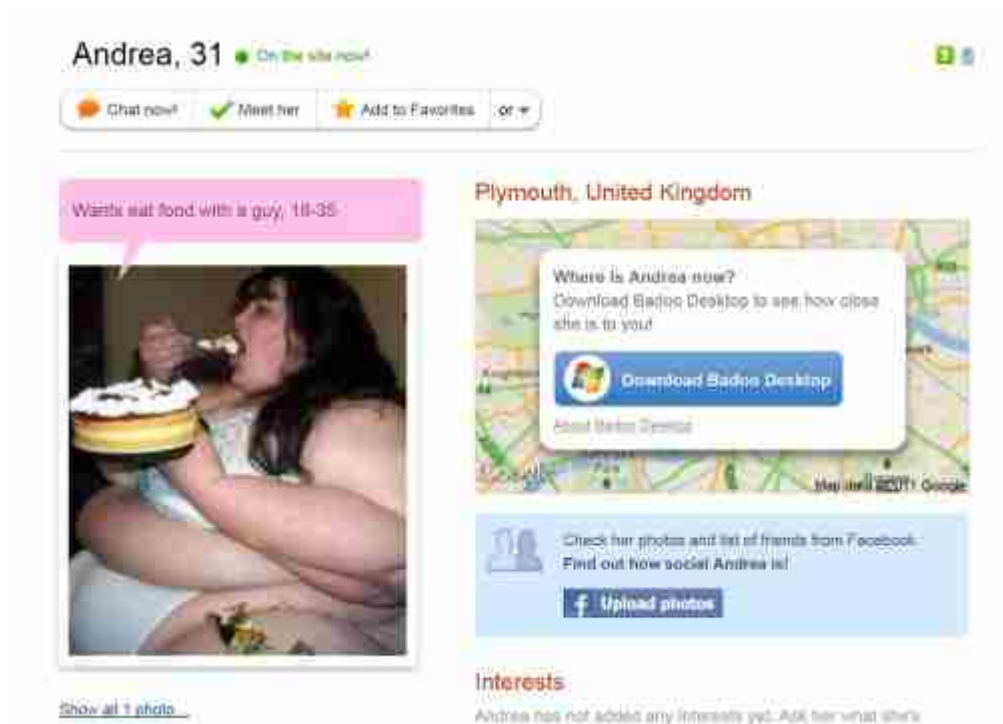 Andrea, 31 On the site now!
Chat now! Meet her Add to Favorites or
Wants eat food with a guy, 18-35
Show all 1 photo...
Plymouth, United Kingdom
Where is Andrea now?
Download Badoo Desktop to see how close
she is to you!
Download Badoo Desktop
About Badoo Desktop
Map data ©2011 Google
Check her photos and list of friends from Facebook.
Find out how social Andrea is!
f Upload photos
Interests
Andrea has not added any interests yet. Ask her what she's